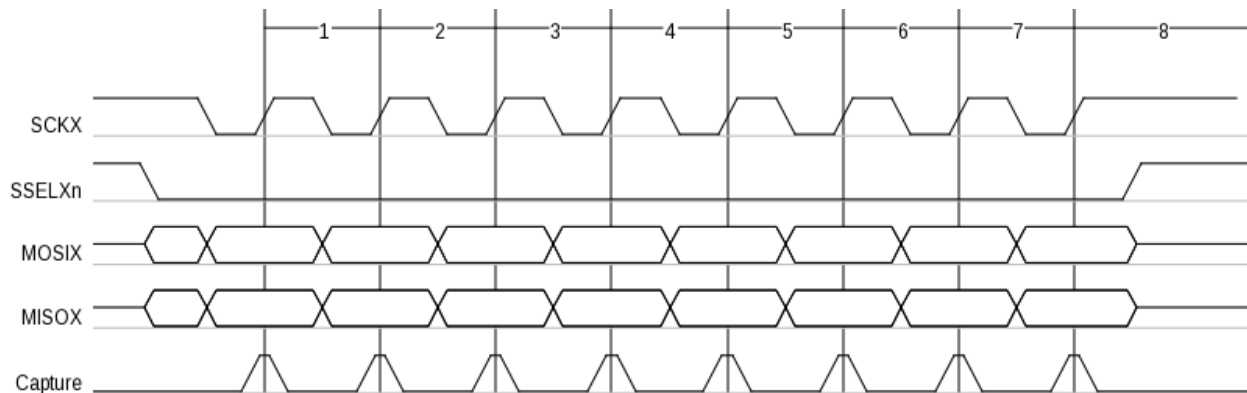 1 2 3 4 5 6 7 8
SCKX
SSELXn
MOSIX
MISOX
Capture